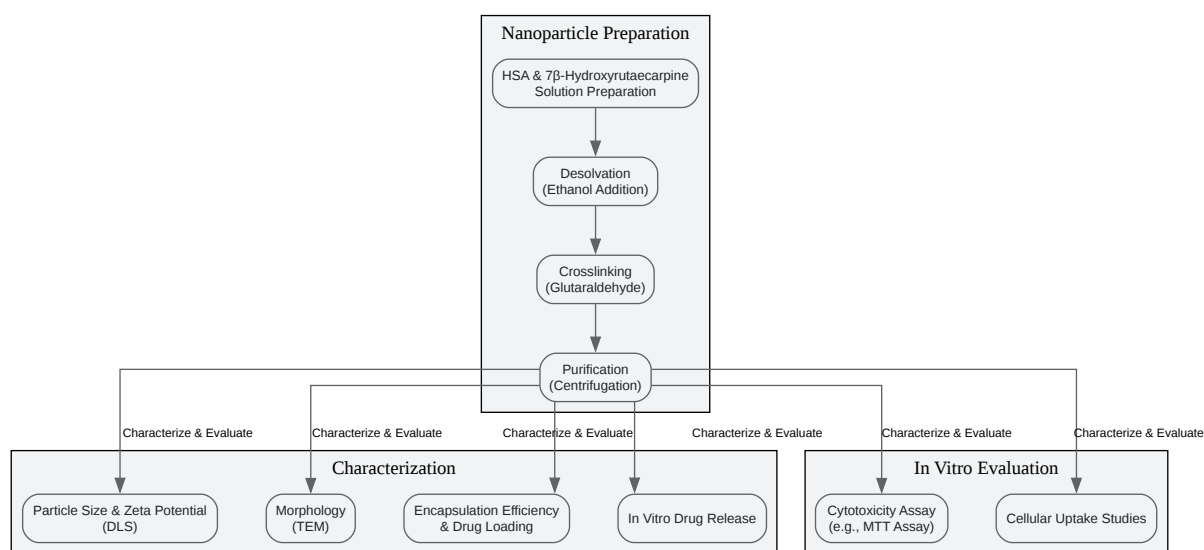 Nanoparticle Preparation
HSA & 7β-Hydroxyrutaecarpine
Solution Preparation
Desolvation
(Ethanol Addition)
Crosslinking
(Glutaraldehyde)
Purification
(Centrifugation)
Characterize & Evaluate
Characterize & Evaluate
Characterize & Evaluate
Characterize & Evaluate
Characterize & Evaluate
Characterize & Evaluate
Characterization
Particle Size & Zeta Potential
(DLS)
Morphology
(TEM)
Encapsulation Efficiency
& Drug Loading
In Vitro Drug Release
In Vitro Evaluation
Cytotoxicity Assay
(e.g., MTT Assay)
Cellular Uptake Studies